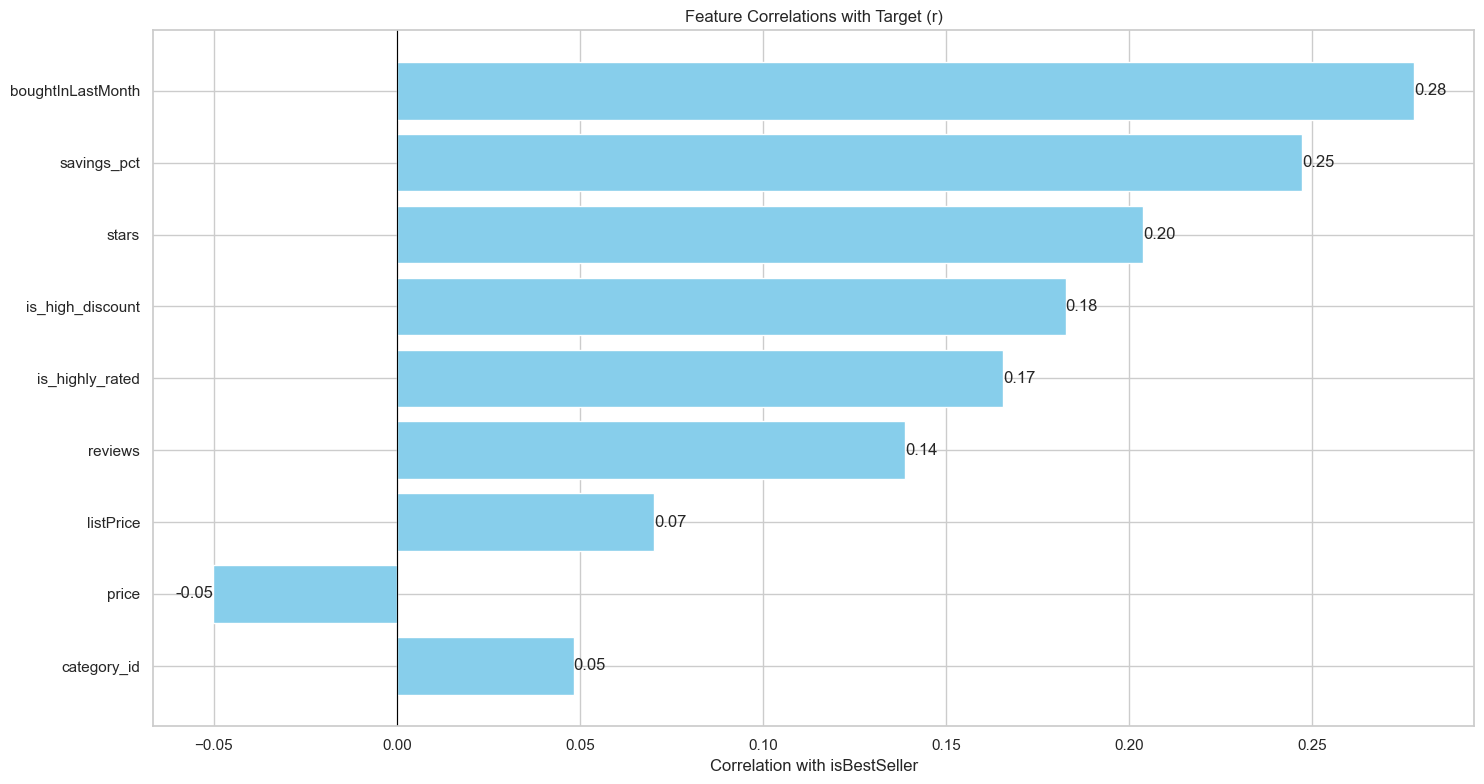 Feature Correlations with Target (r)
boughtInLastMonth 0.28
savings_pct 0.25
stars 0.20
is_high_discount 0.18
is_highly_rated 0.17
reviews 0.14
listPrice 0.07
price -0.05
category_id 0.05
−0.05 0.00 0.05 0.10 0.15 0.20 0.25
Correlation with isBestSeller